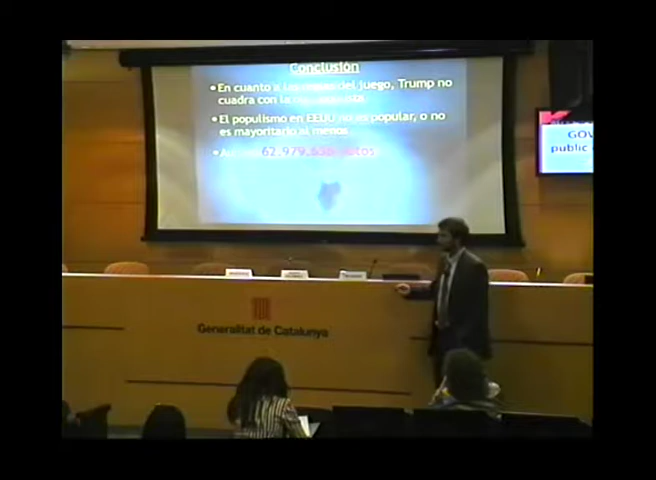 Conclusión
• En cuanto a las del juego, Trump no
cuadra con la
• El populismo en EEUU no es popular, o no
es mayoritario al menos
• 62.979,636 votos
GOV
public
Generalitat de Catalunya